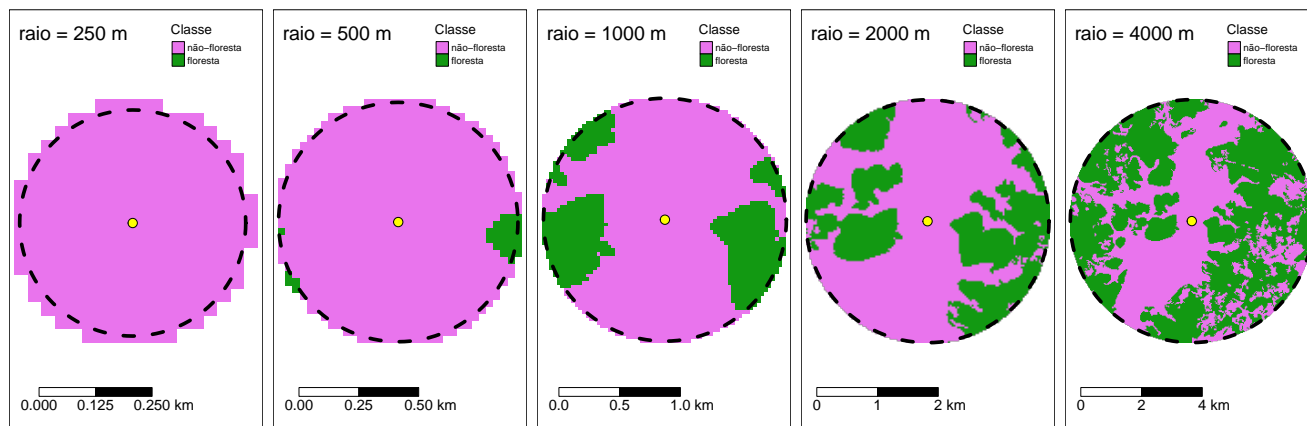 raio = 250 m
Classe
não−floresta
floresta
0.000 0.125 0.250 km
raio = 500 m
Classe
não−floresta
floresta
0.00 0.25 0.50 km
raio = 1000 m
Classe
não−floresta
floresta
0.0 0.5 1.0 km
raio = 2000 m
Classe
não−floresta
floresta
0 1 2 km
raio = 4000 m
Classe
não−floresta
floresta
0 2 4 km